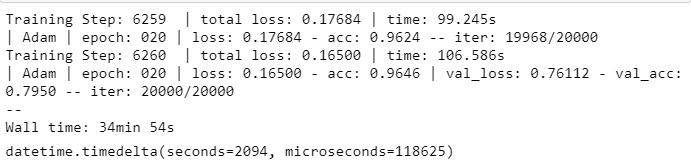 Training Step: 6259  | total loss: 0.17684 | time: 99.245s
| Adam | epoch: 020 | loss: 0.17684 - acc: 0.9624 -- iter: 19968/20000
Training Step: 6260  | total loss: 0.16500 | time: 106.586s
| Adam | epoch: 020 | loss: 0.16500 - acc: 0.9646 | val_loss: 0.76112 - val_acc:
0.7950 -- iter: 20000/20000
--
Wall time: 34min 54s
datetime.timedelta(seconds=2094, microseconds=118625)